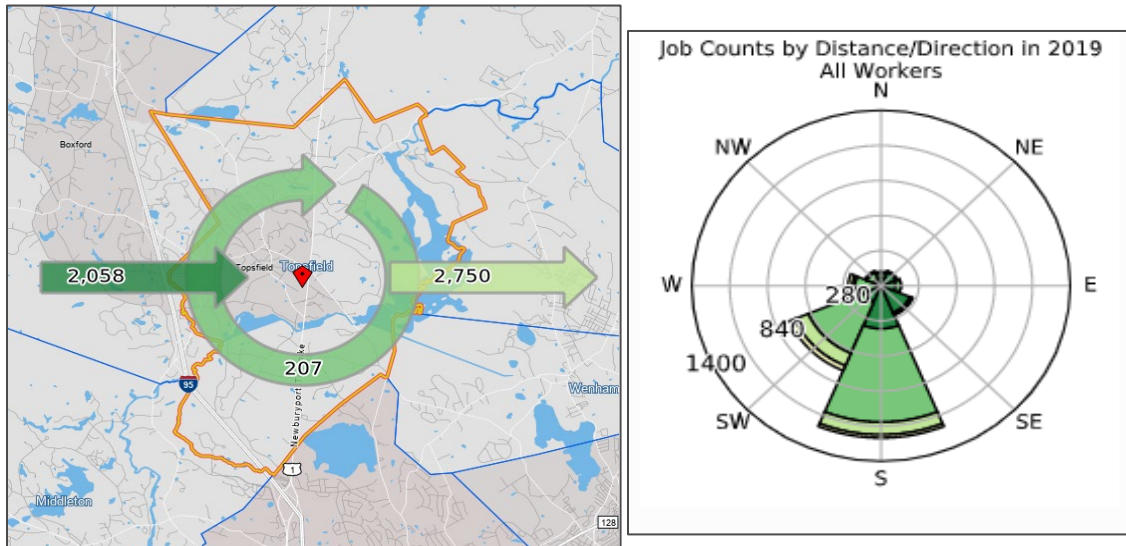 Boxford
2,058
Topsfield
Topsfield
2,750
207
95
Newburyport
Wenham
1
Middleton
128
Job Counts by Distance/Direction in 2019
All Workers
N
NW
NE
W
E
280
840
1400
SW
SE
S